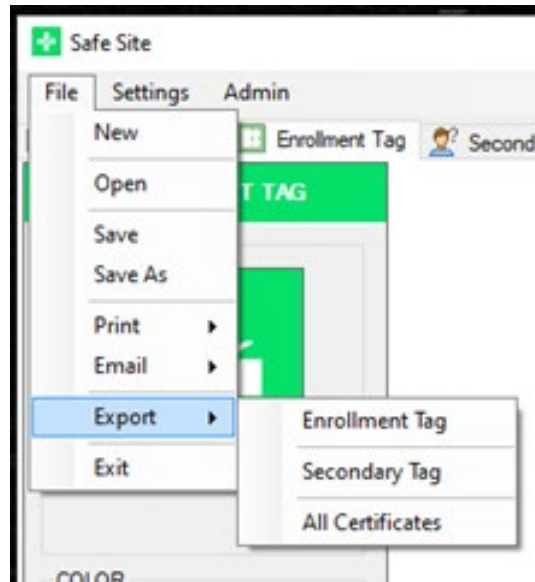 Safe Site
File Settings Admin
New
Enrollment Tag
Second
Open
T TAG
Save
Save As
Print
Email
Export
Enrollment Tag
Exit
Secondary Tag
All Certificates
COLOR